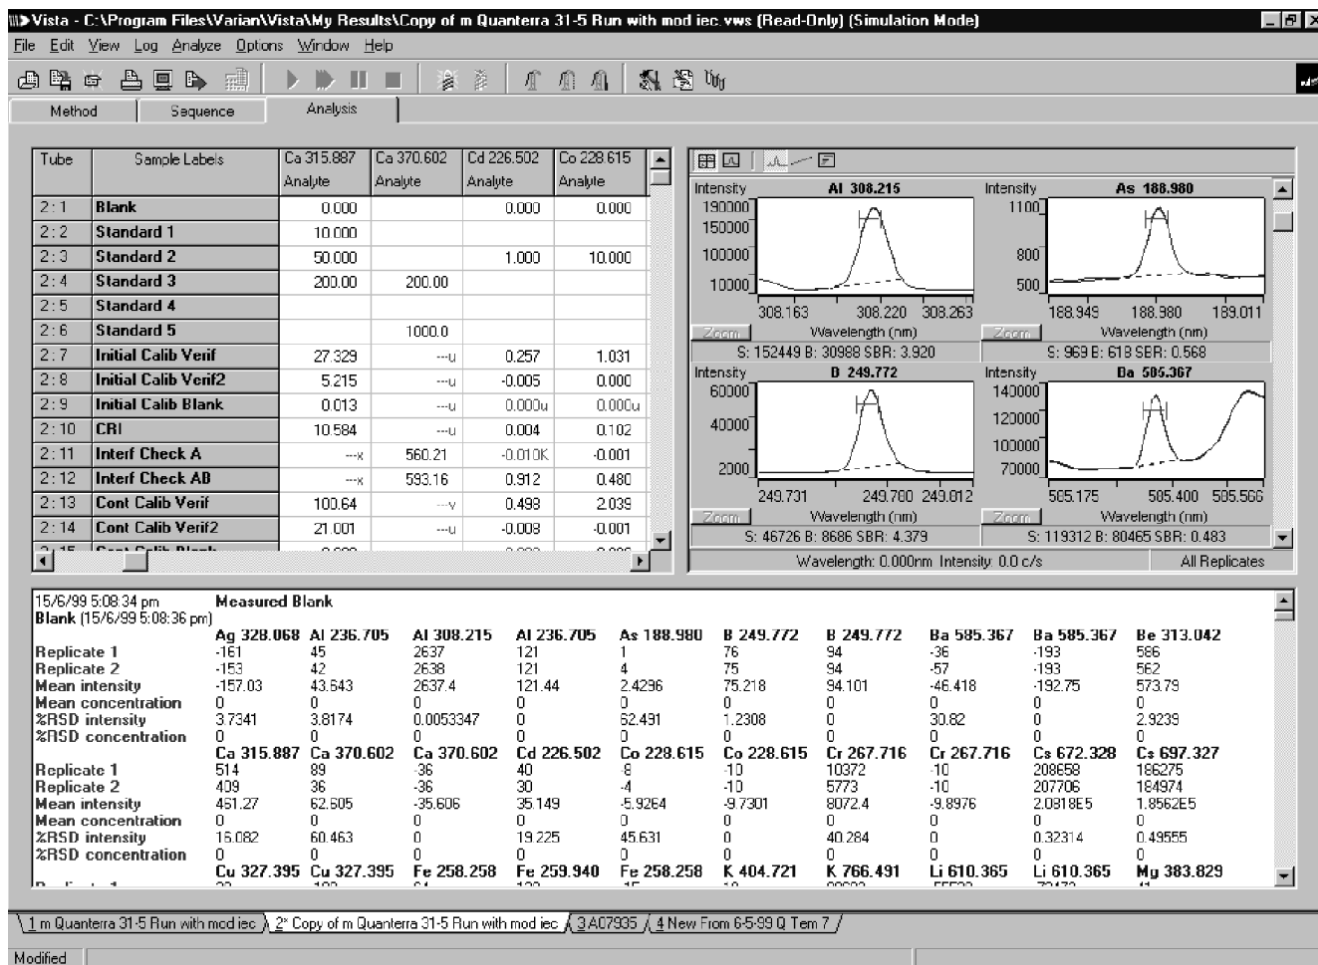 Vista - C:\Program Files\Varian\Vista\My Results\Copy of m Quanterra 31-5 Run with mod iec.vws (Read-Only) (Simulation Mode)
File Edit View Log Analyze Options Window Help
Method Sequence Analysis
Tube Sample Labels Ca 315.887 Ca 370.602 Cd 226.502 Co 228.615
Analyte Analyte Analyte Analyte
2:1 Blank 0.000 0.000 0.000
2:2 Standard 1 10.000
2:3 Standard 2 50.000 1.000 10.000
2:4 Standard 3 200.00 200.00
2:5 Standard 4
2:6 Standard 5 1000.0
2:7 Initial Calib Verif 27.329 ---u 0.257 1.031
2:8 Initial Calib Verif2 5.215 ---u -0.005 0.000
2:9 Initial Calib Blank 0.013 ---u 0.000u 0.000u
2:10 CRI 10.584 ---u 0.004 0.102
2:11 Interf Check A ---x 560.21 -0.010K -0.001
2:12 Interf Check AB ---x 593.16 0.912 0.480
2:13 Cont Calib Verif 100.64 ---v 0.498 2.039
2:14 Cont Calib Verif2 21.001 ---u -0.008 -0.001
Intensity Al 308.215
190000
150000
100000
10000
308.163 308.220 308.263
Zoom Wavelength (nm)
S: 152449 B: 30988 SBR: 3.920
Intensity As 188.980
1100
800
500
188.949 188.980 189.011
Zoom Wavelength (nm)
S: 969 B: 618 SBR: 0.568
Intensity B 249.772
60000
40000
2000
249.731
Zoom Wavelength (nm)
S: 46726 B: 8686 SBR: 4.379
Intensity Ba 585.367
140000
120000
100000
70000
Zoom Wavelength (nm)
S: 119312 B: 80465 SBR: 0.483
Wavelength: 0.000nm Intensity: 0.0 c/s All Replicates
15/6/99 5:08:34 pm Measured Blank
Blank (15/6/99 5:08:36 pm)
Ag 328.068 Al 236.705 Al 308.215 Al 236.705 As 188.980 B 249.772 B 249.772 Ba 585.367 Ba 585.367 Be 313.042
Replicate 1 -161 45 2637 121 1 76 94 -36 -193 586
Replicate 2 -153 42 2638 121 4 75 94 -57 -193 562
Mean intensity -157.03 43.643 2637.4 121.44 2.4296 75.218 94.101 -46.418 -192.75 573.79
Mean concentration 0 0 0 0 0 0 0 0 0 0
%RSD intensity 3.7341 3.8174 0.0053347 0 62.491 1.2308 0 30.82 0 2.9239
%RSD concentration 0 0 0 0 0 0 0 0 0 0
Ca 315.887 Ca 370.602 Ca 370.602 Cd 226.502 Co 228.615 Co 228.615 Cr 267.716 Cr 267.716 Cs 672.328 Cs 697.327
Replicate 1 514 89 -36 40 -8 -10 10372 -10 208658 186275
Replicate 2 409 36 -36 30 -4 -10 5773 -10 207706 184974
Mean intensity 461.27 62.605 -35.606 35.149 -5.9264 -9.7301 8072.4 -9.8976 2.0818E5 1.8562E5
Mean concentration 0 0 0 0 0 0 0 0 0 0
%RSD intensity 16.082 60.463 0 19.225 45.631 0 40.284 0 0.32314 0.49555
%RSD concentration 0 0 0 0 0 0 0 0 0 0
Cu 327.395 Cu 327.395 Fe 258.258 Fe 259.940 Fe 258.258 K 404.721 K 766.491 Li 610.365 Li 610.365 Mg 383.829
1 m Quanterra 31-5 Run with mod iec 2* Copy of m Quanterra 31-5 Run with mod iec 3 A07935 4 New From 6-5-99 Q Tem 7
Modified